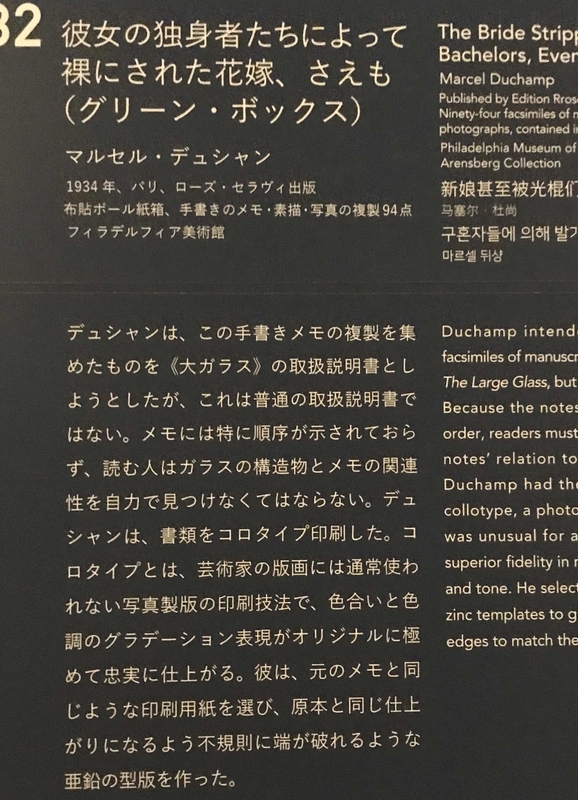 32
彼女の独身者たちによって
裸にされた花嫁、さえも
（グリーン・ボックス）
マルセル・デュシャン
1934 年、パリ、ローズ・セラヴィ出版
布貼ボール紙箱、手書きのメモ・素描・写真の複製94点
フィラデルフィア美術館
デュシャンは、この手書きメモの複製を集
めたものを《大ガラス》の取扱説明書とし
ようとしたが、これは普通の取扱説明書で
はない。メモには特に順序が示されておら
ず、読む人はガラスの構造物とメモの関連
性を自力で見つけなくてはならない。デュ
シャンは、書類をコロタイプ印刷した。コ
ロタイプとは、芸術家の版画には通常使わ
れない写真製版の印刷技法で、色合いと色
調のグラデーション表現がオリジナルに極
めて忠実に仕上がる。彼は、元のメモと同
じような印刷用紙を選び、原本と同じ仕上
がりになるよう不規則に端が破れるような
亜鉛の型版を作った。
The Bride Stripp
Bachelors, Even
Marcel Duchamp
Published by Edition Rrose
Ninety-four facsimiles of m
photographs, contained in
Philadelphia Museum of
Arensberg Collection
新娘甚至被光棍们
马塞尔·杜尚
구혼자들에 의해 발가
마르셀 뒤샹
Duchamp intend
facsimiles of manuscr
The Large Glass, but
Because the notes
order, readers must
notes’ relation to
Duchamp had the
collotype, a photo
was unusual for a
superior fidelity in r
and tone. He select
zinc templates to g
edges to match the